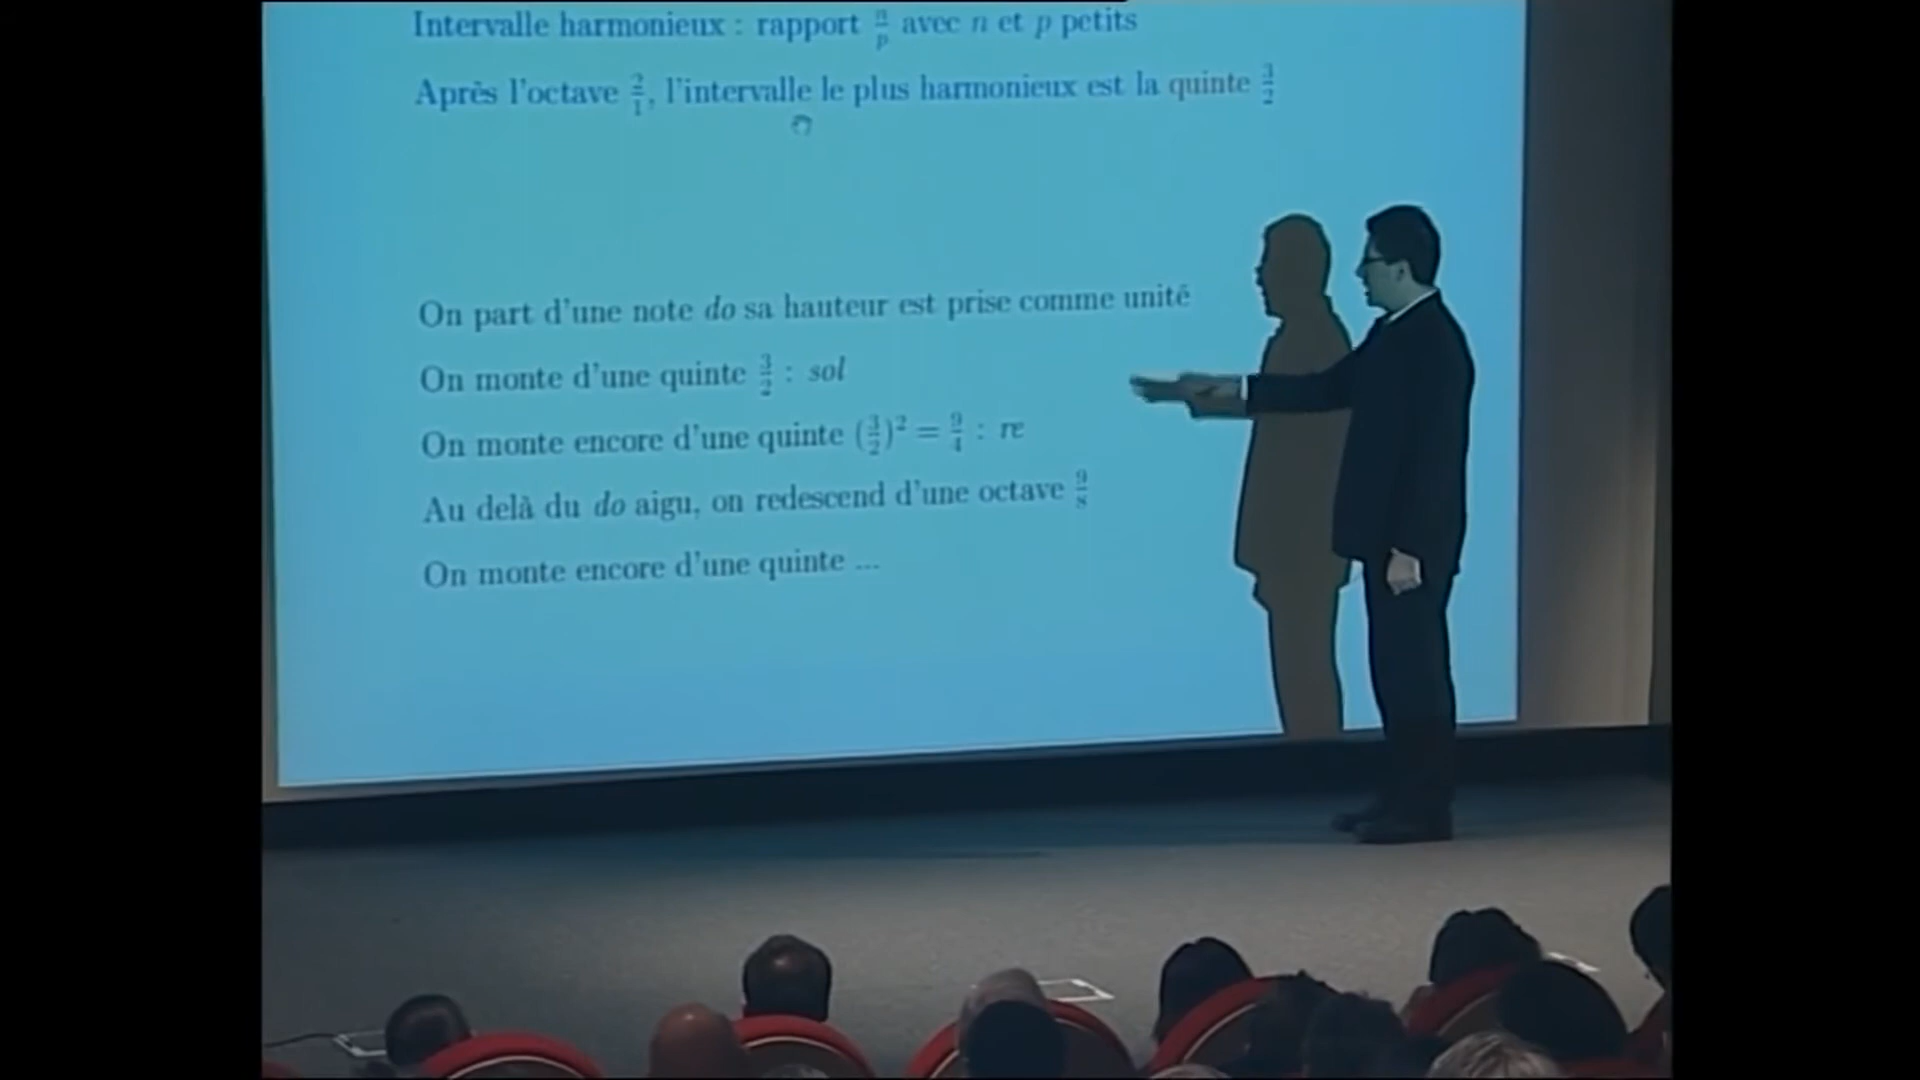 Intervalle harmonieux : rapport n/p avec n et p petits
Après l'octave 2/1, l'intervalle le plus harmonieux est la quinte 3/2
On part d'une note do sa hauteur est prise comme unité
On monte d'une quinte 3/2 : sol
On monte encore d'une quinte (3/2)² = 9/4 : re
Au delà du do aigu, on redescend d'une octave 9/8
On monte encore d'une quinte ...